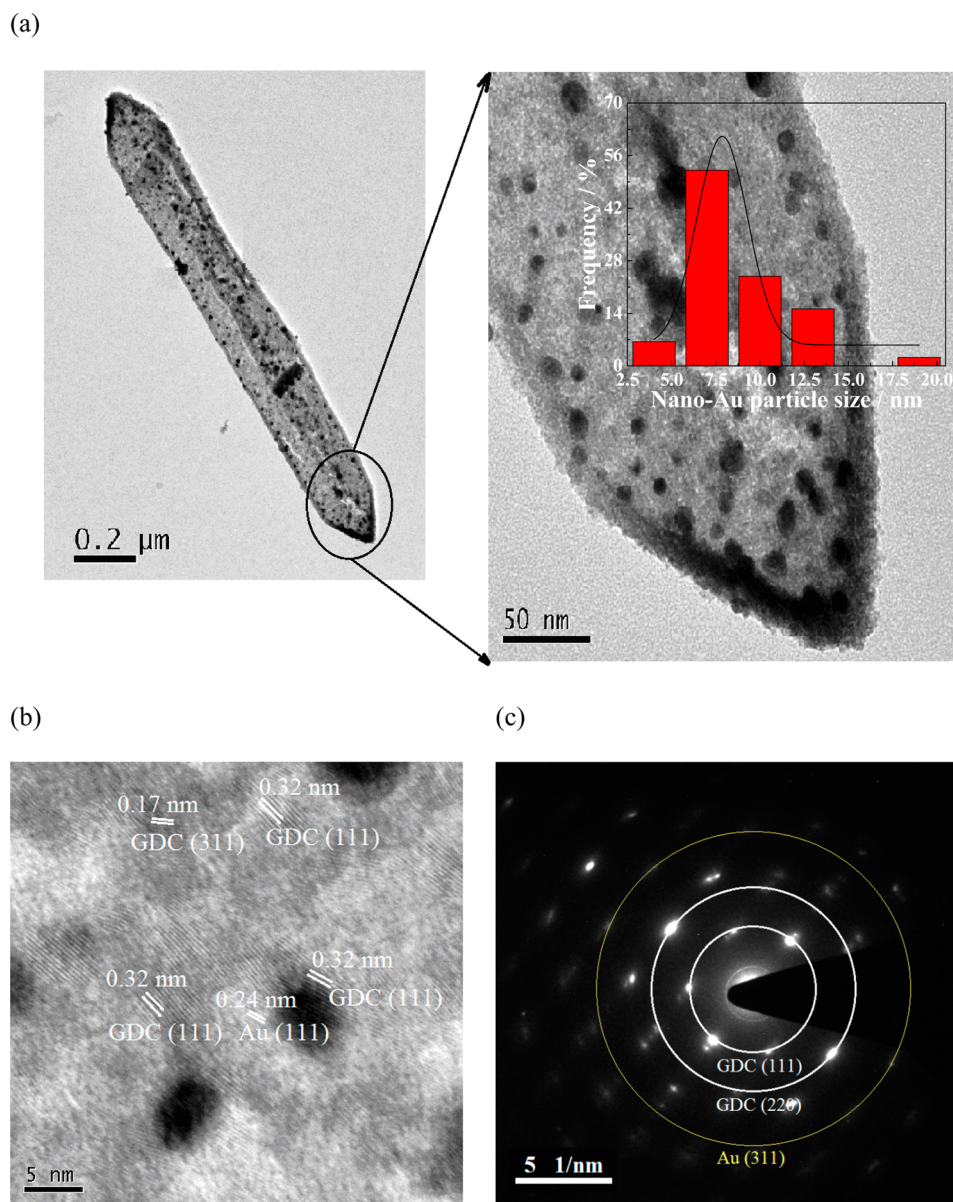 (a)
0.2 µm
70
56
42
28
14
0
Frequency / %
2.5 5.0 7.5 10.0 12.5 15.0 17.5 20.0
Nano-Au particle size / nm
50 nm
(b)
(c)
0.17 nm
GDC (311)
0.32 nm
GDC (111)
0.32 nm
GDC (111)
0.24 nm
Au (111)
0.32 nm
GDC (111)
5 nm
GDC (111)
GDC (220)
Au (311)
5 1/nm